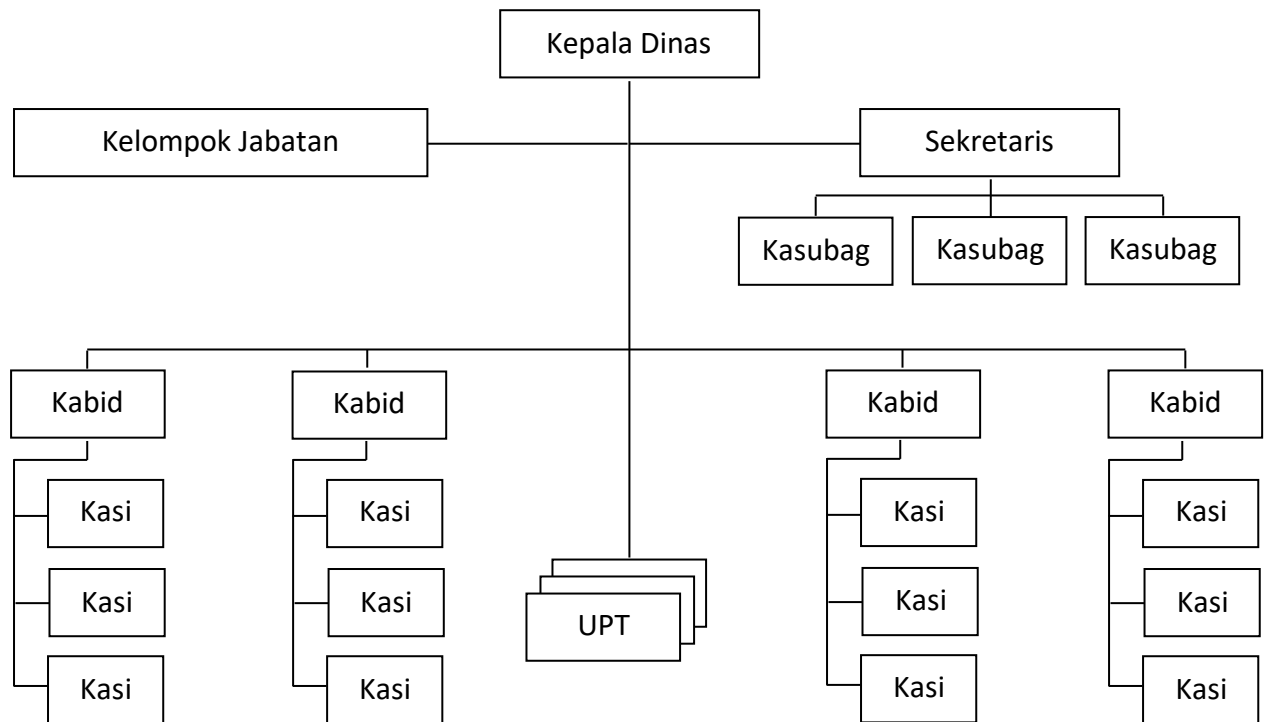 Kepala Dinas
Kelompok Jabatan
Sekretaris
Kasubag
Kasubag
Kasubag
Kabid
Kabid
Kabid
Kabid
Kasi
Kasi
Kasi
Kasi
Kasi
Kasi
Kasi
Kasi
UPT
Kasi
Kasi
Kasi
Kasi